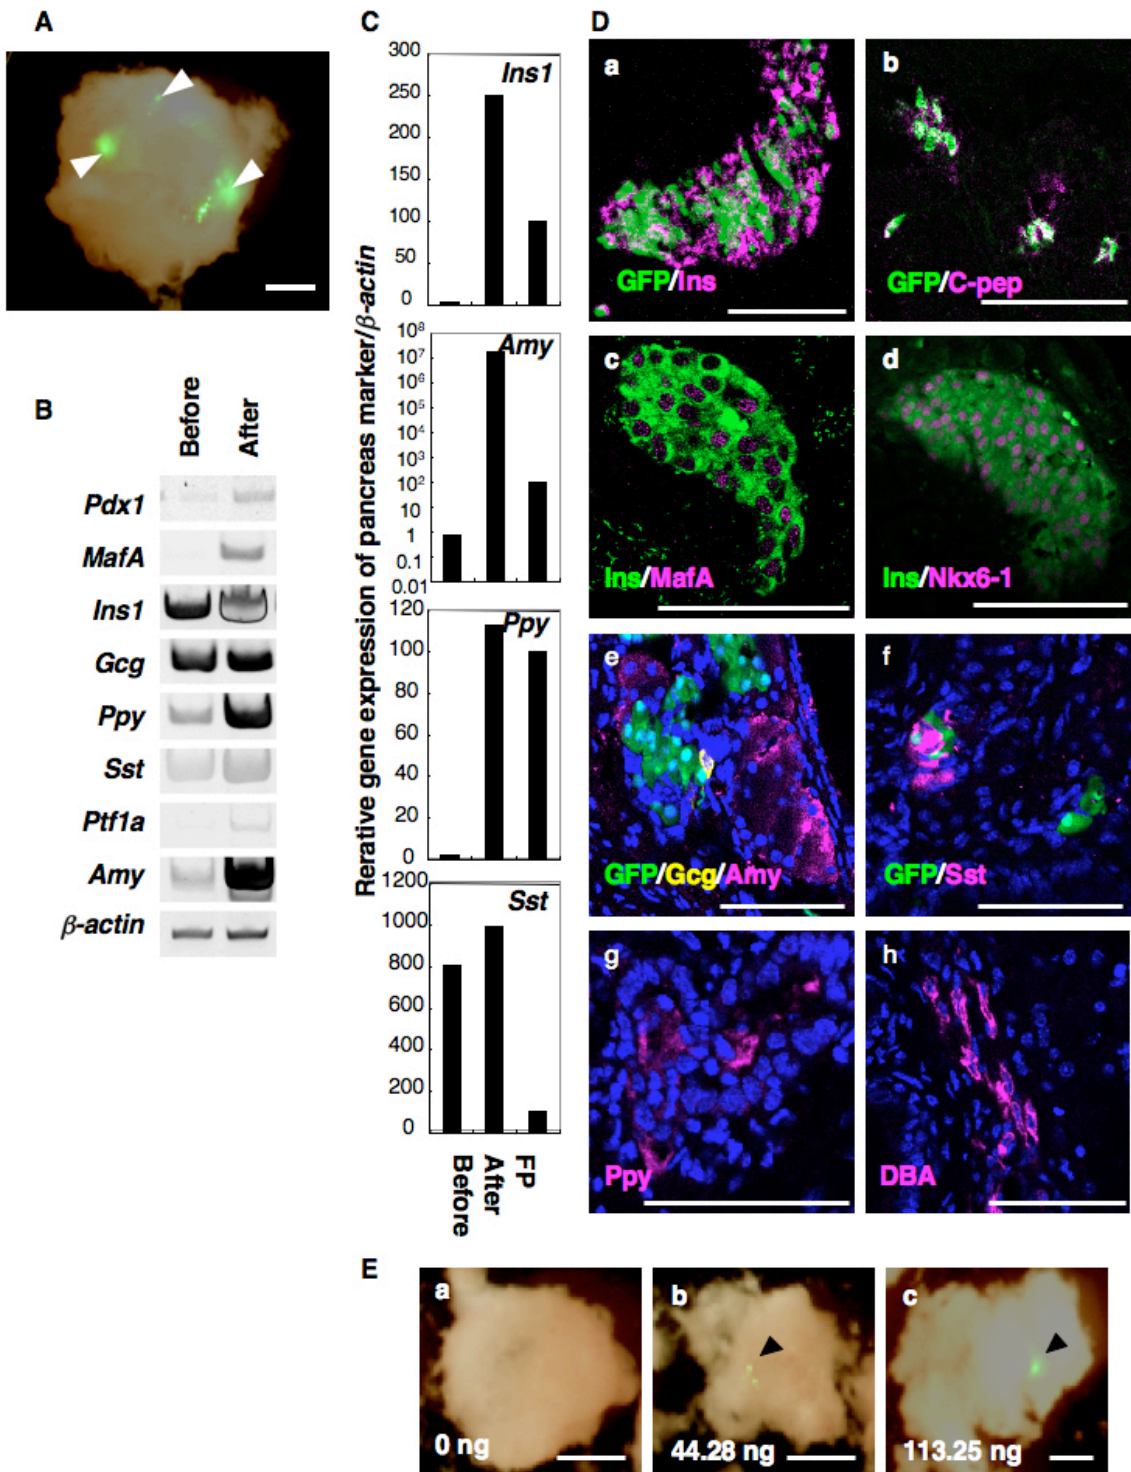 A
B
Before
After
Pdx1
MafA
Ins1
Gcg
Ppy
Sst
Ptf1a
Amy
β-actin
C
Rerative gene expression of pancreas marker/β-actin
300
250
200
150
100
50
0
Ins1
10⁸
10⁷
10⁶
10⁵
10⁴
10³
10²
1
1
0.1
0.01
Amy
120
100
80
60
40
20
0
Ppy
1200
1000
800
600
400
200
0
Sst
Before
After
FP
D
a
GFP/Ins
b
GFP/C-pep
c
Ins/MafA
d
Ins/Nkx6-1
e
GFP/Gcg/Amy
f
GFP/Sst
g
Ppy
h
DBA
E
a
0 ng
b
44.28 ng
c
113.25 ng